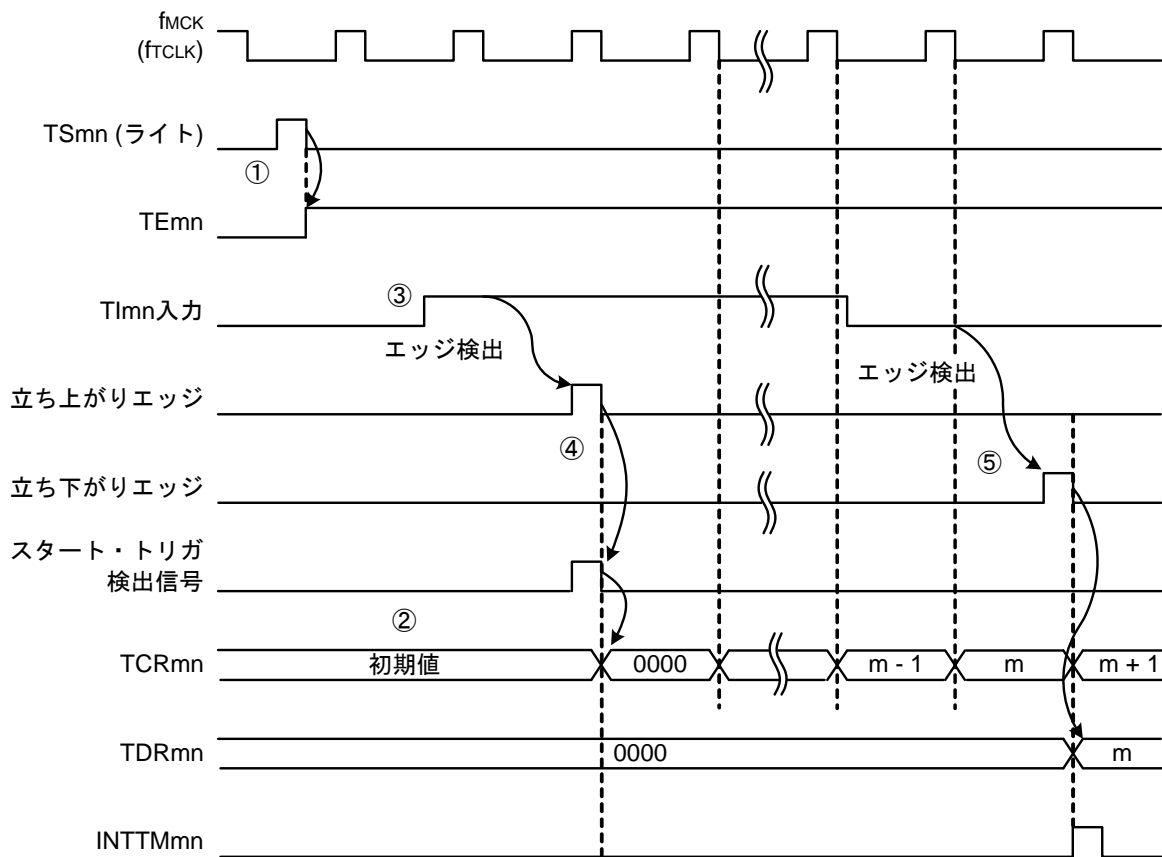 fMCK
(fTCLK)
TSmn (ライト)
①
TEmn
TImn入力
③
エッジ検出
エッジ検出
立ち上がりエッジ
④
⑤
立ち下がりエッジ
スタート・トリガ
検出信号
②
TCRmn
初期値
0000
m - 1
m
m + 1
TDRmn
0000
m
INTTMmn